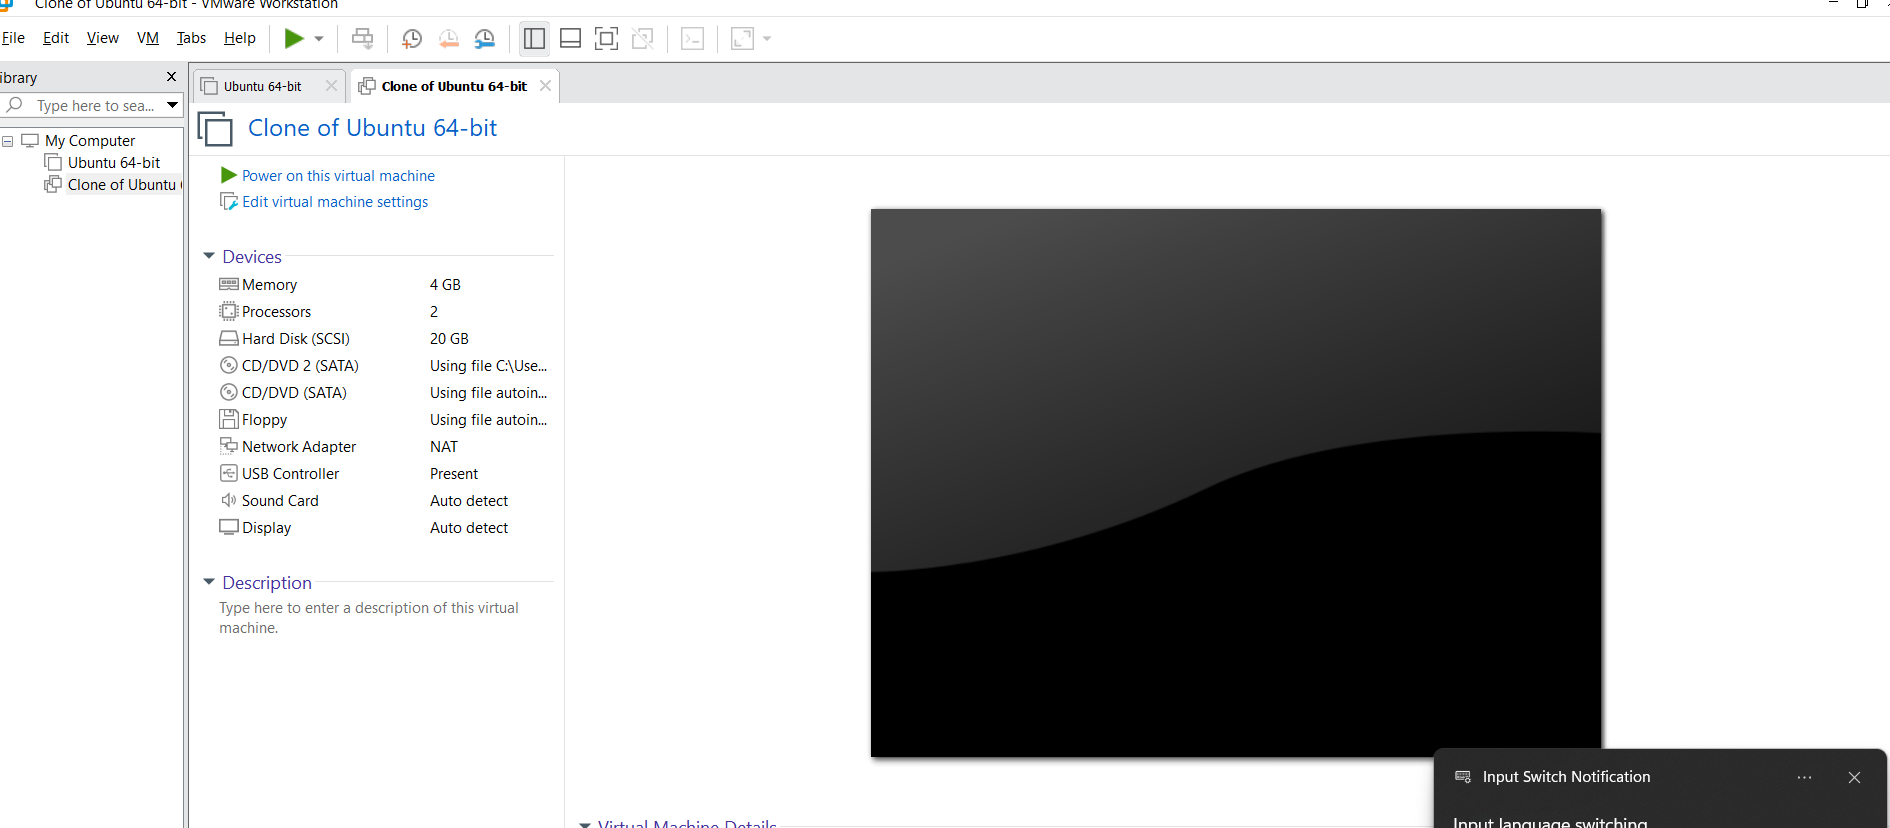 Clone of Ubuntu 64-bit - VMware Workstation
File Edit View VM Tabs Help
ibrary
Type here to sea...
Ubuntu 64-bit
Clone of Ubuntu 64-bit
My Computer
Ubuntu 64-bit
Clone of Ubuntu 6
Clone of Ubuntu 64-bit
Power on this virtual machine
Edit virtual machine settings
Devices
Memory 4 GB
Processors 2
Hard Disk (SCSI) 20 GB
CD/DVD 2 (SATA) Using file C:\Use...
CD/DVD (SATA) Using file autoin...
Floppy Using file autoin...
Network Adapter NAT
USB Controller Present
Sound Card Auto detect
Display Auto detect
Description
Type here to enter a description of this virtual
machine.
Virtual Machine Details
Input Switch Notification
Input language switching